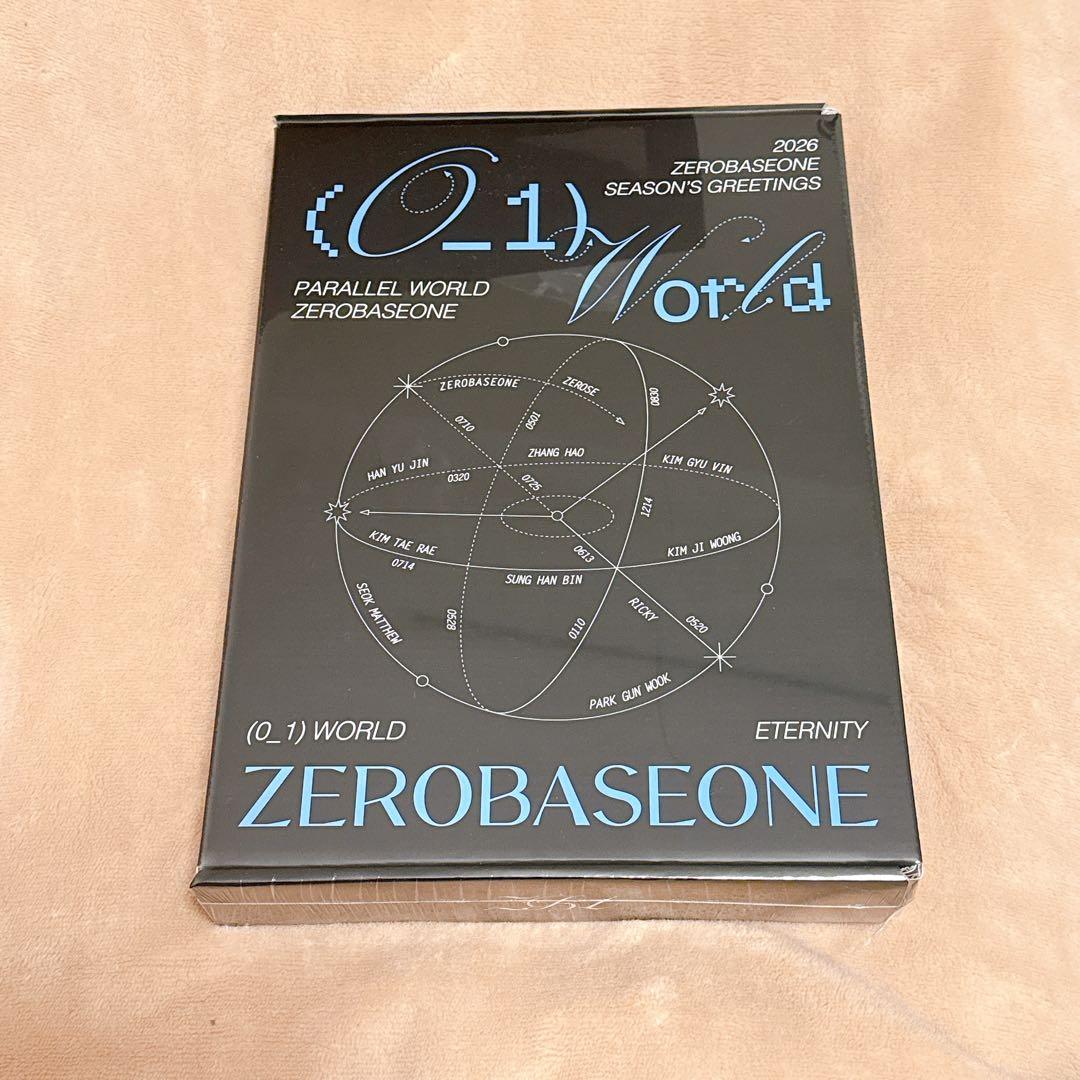 2026
ZEROBASEONE
SEASON'S GREETINGS
(0_1) World
PARALLEL WORLD
ZEROBASEONE
ZEROBASEONE
ZEROSE
0830
0710
0501
ZHANG HAO
KIM GYU VIN
HAN YU JIN
0320
0725
1214
KIM TAE RAE
0714
0613
KIM JI WOONG
SUNG HAN BIN
SEOK MATTHEW
0528
0110
RICKY
0520
PARK GUN WOOK
(0_1) WORLD
ETERNITY
ZEROBASEONE